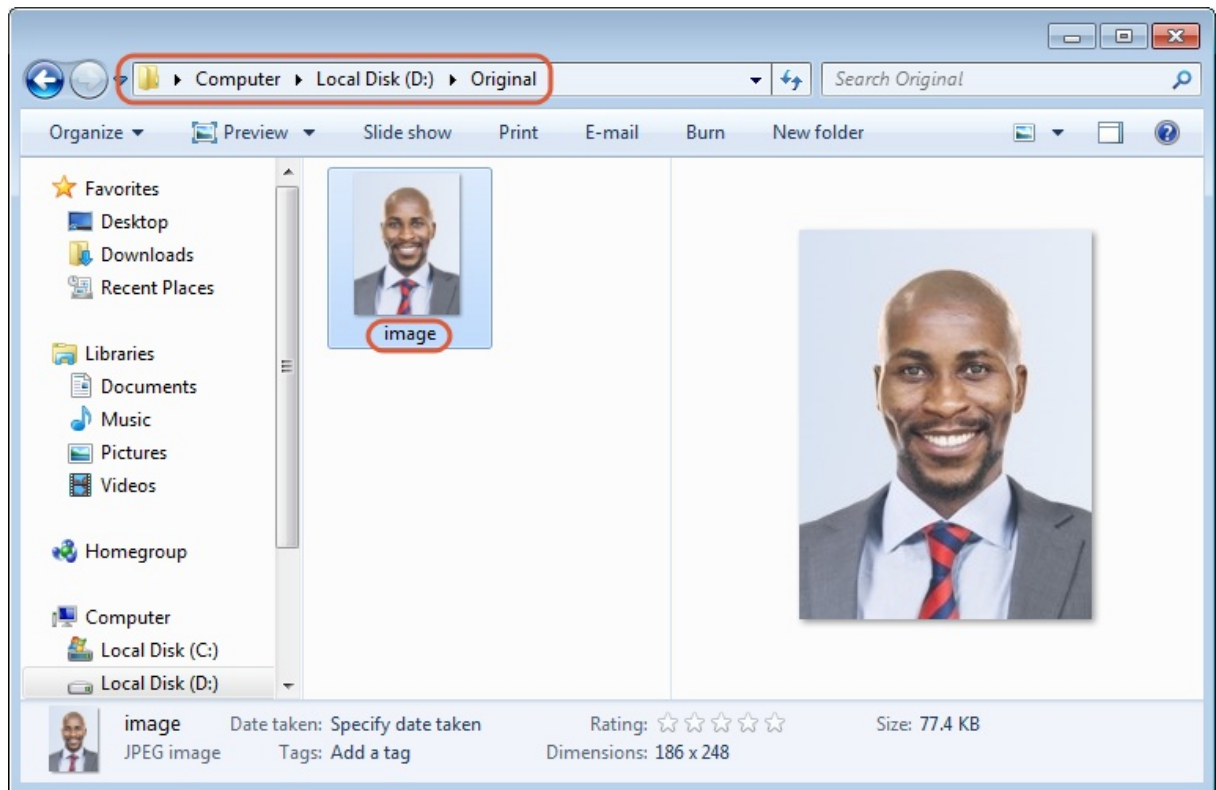 Computer Local Disk (D:) Original
Search Original
Organize Preview Slide show Print E-mail Burn New folder
Favorites
Desktop
Downloads
Recent Places
Libraries
Documents
Music
Pictures
Videos
Homegroup
Computer
Local Disk (C:)
Local Disk (D:)
image
image Date taken: Specify date taken Rating: Size: 77.4 KB
JPEG image Tags: Add a tag Dimensions: 186 x 248